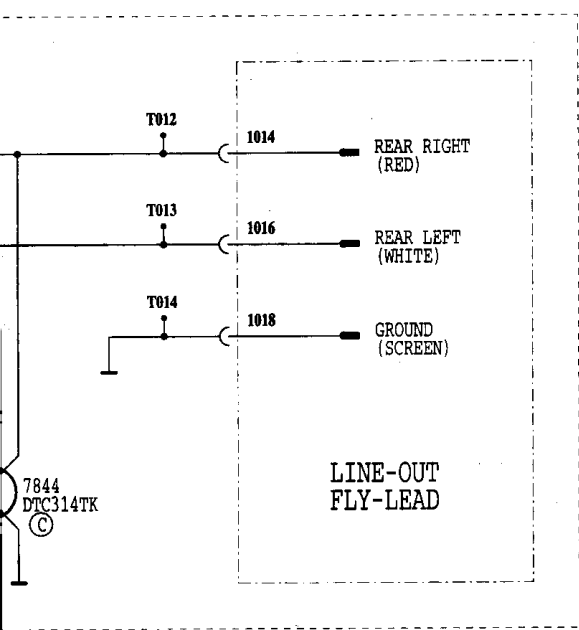 T012
1014
REAR RIGHT
(RED)
T013
1016
REAR LEFT
(WHITE)
T014
1018
GROUND
(SCREEN)
LINE-OUT
FLY-LEAD
7844
DTC314TK
C